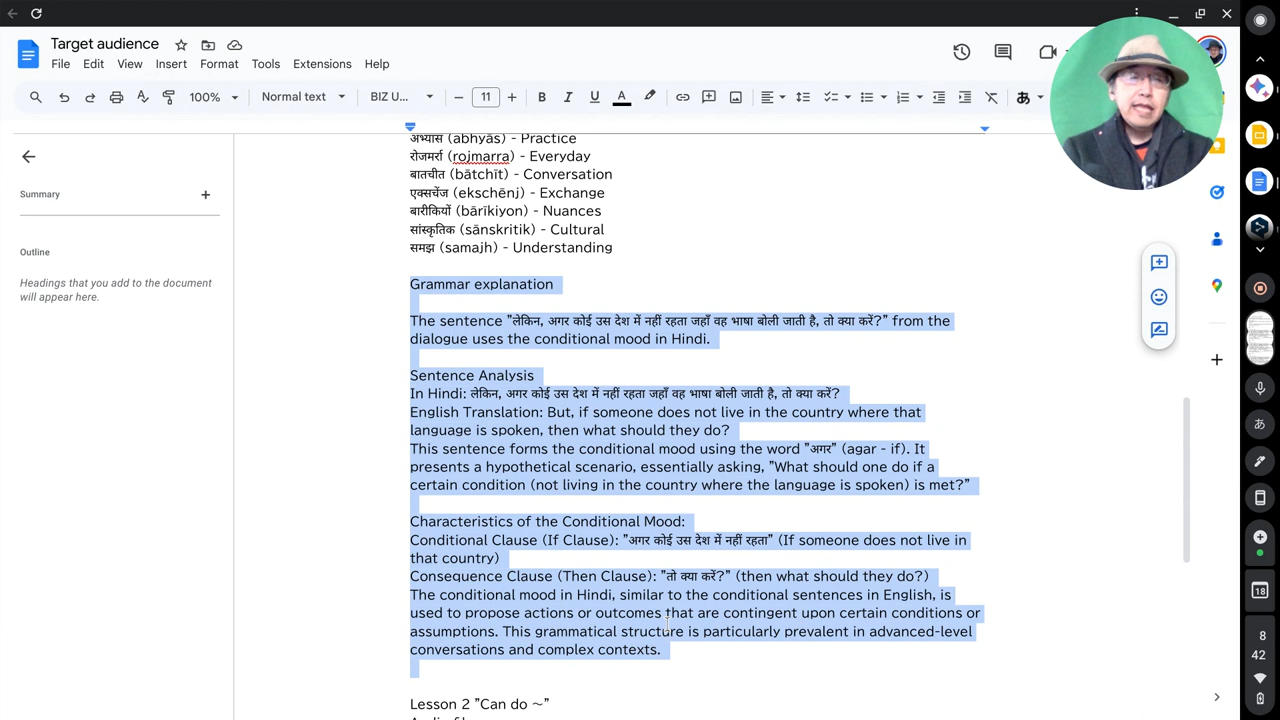 Target audience
File Edit View Insert Format Tools Extensions Help
100% Normal text BIZ U... 11
अभ्यास (abhyās) - Practice
रोजमर्रा (rojmarra) - Everyday
बातचीत (bātchīt) - Conversation
एक्सचेंज (ekschēnj) - Exchange
बारीकियों (bārīkiyon) - Nuances
सांस्कृतिक (sānskritik) - Cultural
समझ (samajh) - Understanding
Grammar explanation
The sentence "लेकिन, अगर कोई उस देश में नहीं रहता जहाँ वह भाषा बोली जाती है, तो क्या करें?" from the
dialogue uses the conditional mood in Hindi.
Sentence Analysis
In Hindi: लेकिन, अगर कोई उस देश में नहीं रहता जहाँ वह भाषा बोली जाती है, तो क्या करें?
English Translation: But, if someone does not live in the country where that
language is spoken, then what should they do?
This sentence forms the conditional mood using the word "अगर" (agar - if). It
presents a hypothetical scenario, essentially asking, "What should one do if a
certain condition (not living in the country where the language is spoken) is met?"
Characteristics of the Conditional Mood:
Conditional Clause (If Clause): "अगर कोई उस देश में नहीं रहता" (If someone does not live in
that country)
Consequence Clause (Then Clause): "तो क्या करें?" (then what should they do?)
The conditional mood in Hindi, similar to the conditional sentences in English, is
used to propose actions or outcomes that are contingent upon certain conditions or
assumptions. This grammatical structure is particularly prevalent in advanced-level
conversations and complex contexts.
Lesson 2 "Can do ～"
Summary
Outline
Headings that you add to the document
will appear here.
あ
あ
18
8
42